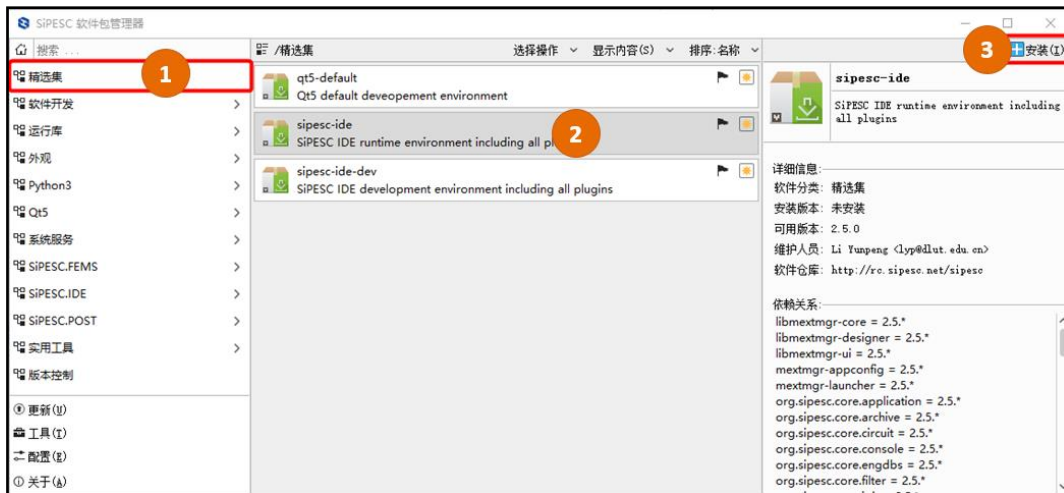 SiPESC 软件包管理器
搜索 ...
/精选集
选择操作
显示内容(S)
排序:名称
3
安装(I)
精选集
1
软件开发
运行库
外观
Python3
Qt5
系统服务
SiPESC.FEMS
SiPESC.IDE
SiPESC.POST
实用工具
版本控制
更新(U)
工具(T)
配置(E)
关于(A)
qt5-default
Qt5 default deveopement environment
sipesc-ide
SiPESC IDE runtime environment including all
2
sipesc-ide-dev
SiPESC IDE development environment including all plugins
sipesc-ide
SiPESC IDE runtime environment including
all plugins
详细信息:
软件分类: 精选集
安装版本: 未安装
可用版本: 2.5.0
维护人员: Li Yunpeng <lyp@dlut.edu.cn>
软件仓库: http://rc.sipesc.net/sipesc
依赖关系:
libmextmgr-core = 2.5.*
libmextmgr-designer = 2.5.*
libmextmgr-ui = 2.5.*
mextmgr-appconfig = 2.5.*
mextmgr-launcher = 2.5.*
org.sipesc.core.application = 2.5.*
org.sipesc.core.archive = 2.5.*
org.sipesc.core.circuit = 2.5.*
org.sipesc.core.console = 2.5.*
org.sipesc.core.engdbs = 2.5.*
org.sipesc.core.filter = 2.5.*